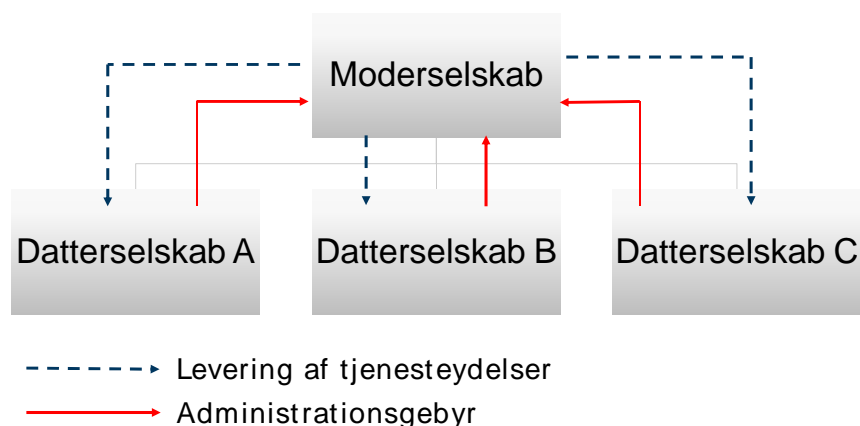 Moderselskab
Datterselskab A
Datterselskab B
Datterselskab C
Levering af tjenesteydelser
Administrationsgebyr